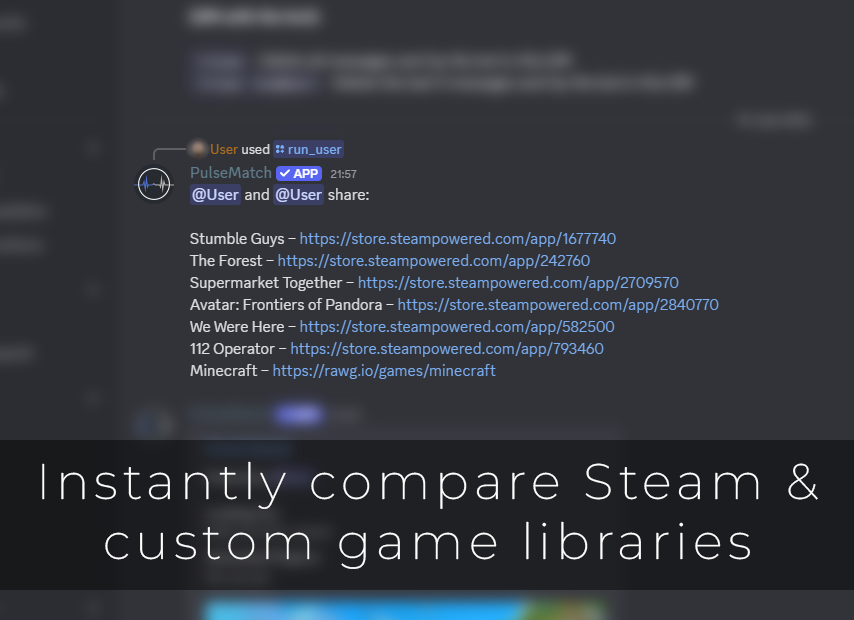 User used run_user
PulseMatch APP 21:57
@User and @User share:
Stumble Guys – https://store.steampowered.com/app/1677740
The Forest – https://store.steampowered.com/app/242760
Supermarket Together – https://store.steampowered.com/app/2709570
Avatar: Frontiers of Pandora – https://store.steampowered.com/app/2840770
We Were Here – https://store.steampowered.com/app/582500
112 Operator – https://store.steampowered.com/app/793460
Minecraft – https://rawg.io/games/minecraft
Instantly compare Steam &
custom game libraries